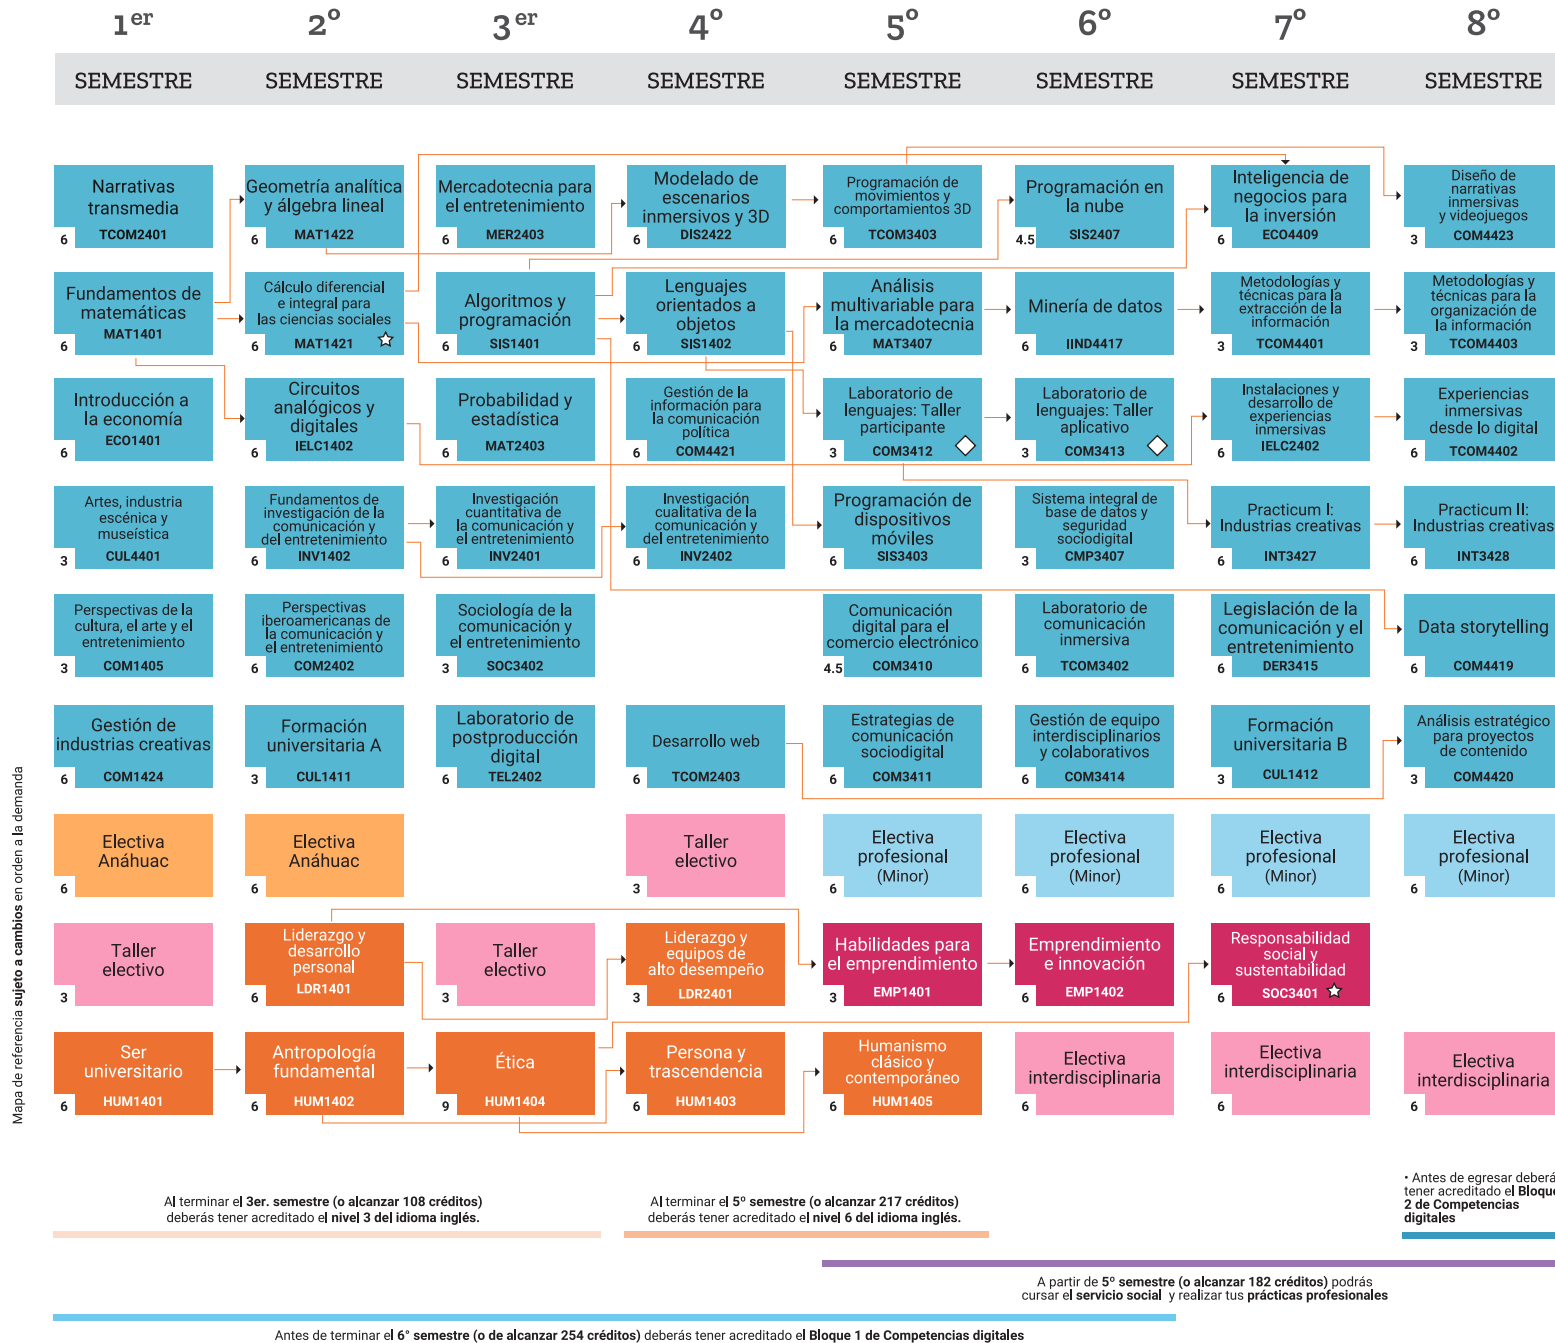 1er 2º 3er 4º 5º 6º 7º 8º
SEMESTRE SEMESTRE SEMESTRE SEMESTRE SEMESTRE SEMESTRE SEMESTRE SEMESTRE
Narrativas
transmedia
6 TCOM2401
Geometría analítica
y álgebra lineal
6 MAT1422
Mercadotecnia para
el entretenimiento
6 MER2403
Modelado de
escenarios
inmersivos y 3D
6 DIS2422
Programación de
movimientos y
comportamientos 3D
6 TCOM3403
Programación en
la nube
4.5 SIS2407
Inteligencia de
negocios para
la inversión
6 ECO4409
Diseño de
narrativas
inmersivas
y videojuegos
3 COM4423
Fundamentos de
matemáticas
6 MAT1401
Cálculo diferencial
e integral para
las ciencias sociales
6 MAT1421
Algoritmos y
programación
6 SIS1401
Lenguajes
orientados a
objetos
6 SIS1402
Análisis
multivariable para
la mercadotecnia
6 MAT3407
Minería de datos
6 IIND4417
Metodologías y
técnicas para la
extracción de la
información
3 TCOM4401
Metodologías y
técnicas para la
organización de
la información
3 TCOM4403
Introducción a
la economía
6 ECO1401
Circuitos
analógicos y
digitales
6 IELC1402
Probabilidad y
estadística
6 MAT2403
Gestión de la
información para
la comunicación
política
6 COM4421
Laboratorio de
lenguajes: Taller
participante
3 COM3412
Laboratorio de
lenguajes: Taller
aplicativo
3 COM3413
Instalaciones y
desarrollo de
experiencias
inmersivas
6 IELC2402
Experiencias
inmersivas
desde lo digital
6 TCOM4402
Artes, industria
escénica y
museística
3 CUL4401
Fundamentos de
investigación de la
comunicación y
del entretenimiento
6 INV1402
Investigación
cuantitativa de
la comunicación y
el entretenimiento
6 INV2401
Investigación
cualitativa de la
comunicación y
del entretenimiento
6 INV2402
Programación de
dispositivos
móviles
6 SIS3403
Sistema integral de
base de datos y
seguridad
sociodigital
3 CMP3407
Practicum I:
Industrias creativas
6 INT3427
Practicum II:
Industrias creativas
6 INT3428
Perspectivas de la
cultura, el arte y el
entretenimiento
3 COM1405
Perspectivas
iberoamericanas de
la comunicación y
el entretenimiento
6 COM2402
Sociología de la
comunicación y
el entretenimiento
3 SOC3402
Comunicación
digital para el
comercio electrónico
4.5 COM3410
Laboratorio de
comunicación
inmersiva
6 TCOM3402
Legislación de la
comunicación y el
entretenimiento
6 DER3415
Data storytelling
6 COM4419
Gestión de
industrias creativas
6 COM1424
Formación
universitaria A
3 CUL1411
Laboratorio de
postproducción
digital
6 TEL2402
Desarrollo web
6 TCOM2403
Estrategias de
comunicación
sociodigital
6 COM3411
Gestión de equipo
interdisciplinarios
y colaborativos
6 COM3414
Formación
universitaria B
3 CUL1412
Análisis estratégico
para proyectos
de contenido
3 COM4420
Electiva
Anáhuac
6
Electiva
Anáhuac
6
Taller
electivo
3
Electiva
profesional
(Minor)
6
Electiva
profesional
(Minor)
6
Electiva
profesional
(Minor)
6
Electiva
profesional
(Minor)
6
Taller
electivo
3
Liderazgo y
desarrollo
personal
6 LDR1401
Taller
electivo
3
Liderazgo y
equipos de
alto desempeño
3 LDR2401
Habilidades para
el emprendimiento
3 EMP1401
Emprendimiento
e innovación
6 EMP1402
Responsabilidad
social y
sustentabilidad
6 SOC3401
Ser
universitario
6 HUM1401
Antropología
fundamental
6 HUM1402
Ética
9 HUM1404
Persona y
trascendencia
6 HUM1403
Humanismo
clásico y
contemporáneo
6 HUM1405
Electiva
interdisciplinaria
6
Electiva
interdisciplinaria
6
Electiva
interdisciplinaria
6
Mapa de referencia sujeto a cambios en orden a la demanda
Al terminar el 3er. semestre (o alcanzar 108 créditos)
deberás tener acreditado el nivel 3 del idioma inglés.
Al terminar el 5º semestre (o alcanzar 217 créditos)
deberás tener acreditado el nivel 6 del idioma inglés.
• Antes de egresar deberá
tener acreditado el Bloque
2 de Competencias
digitales
A partir de 5º semestre (o alcanzar 182 créditos) podrás
cursar el servicio social y realizar tus prácticas profesionales
Antes de terminar el 6° semestre (o de alcanzar 254 créditos) deberás tener acreditado el Bloque 1 de Competencias digitales